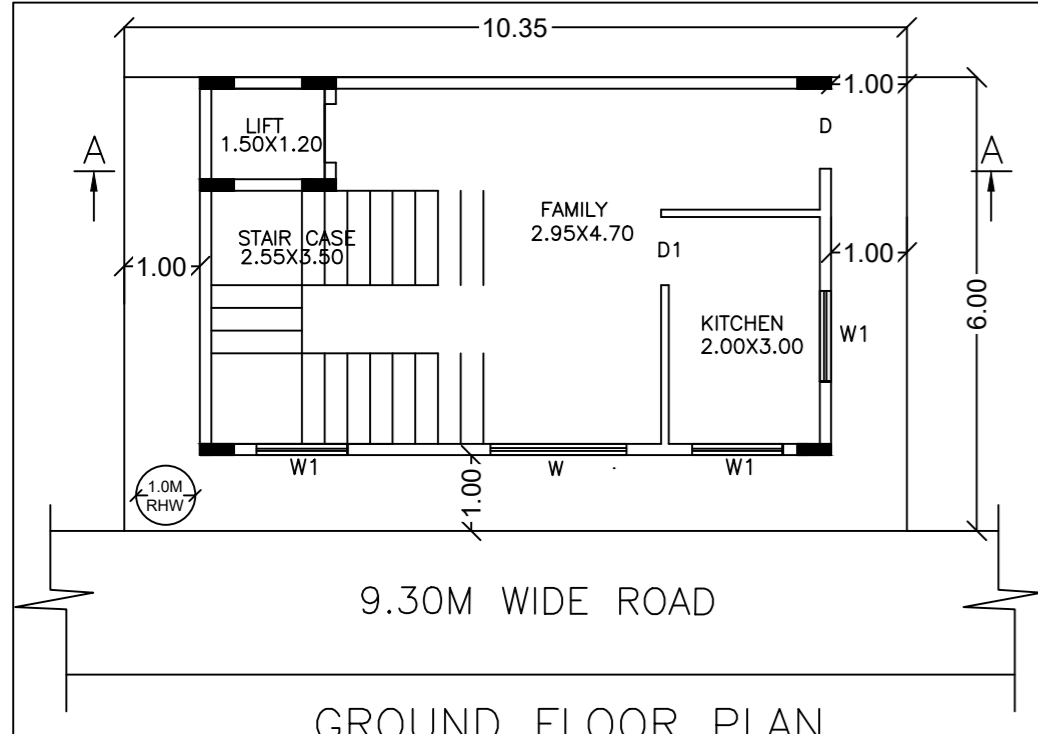 10.35
1.00
LIFT
1.50X1.20
D
A
A
FAMILY
2.95X4.70
STAIR CASE
2.55X3.50
D1
1.00
1.00
6.00
KITCHEN
2.00X3.00
W1
W1
W
W1
1.0M
RHW
1.00
9.30M WIDE ROAD
GROUND FLOOR PLAN